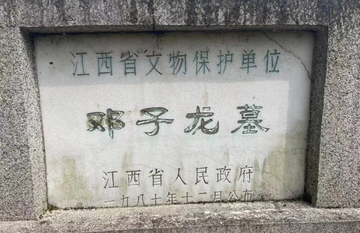 江西省文物保护单位
邓子龙墓
江西省人民政府
一九八七年十二月公布